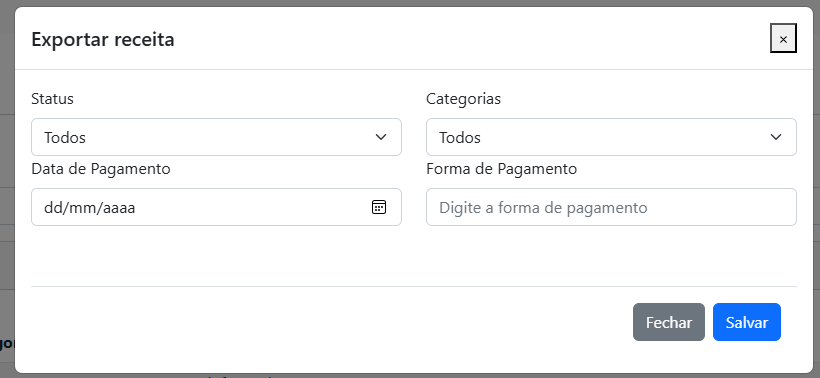 Exportar receita ×
Status Categorias
Todos Todos
Data de Pagamento Forma de Pagamento
dd/mm/aaaa Digite a forma de pagamento
Fechar Salvar